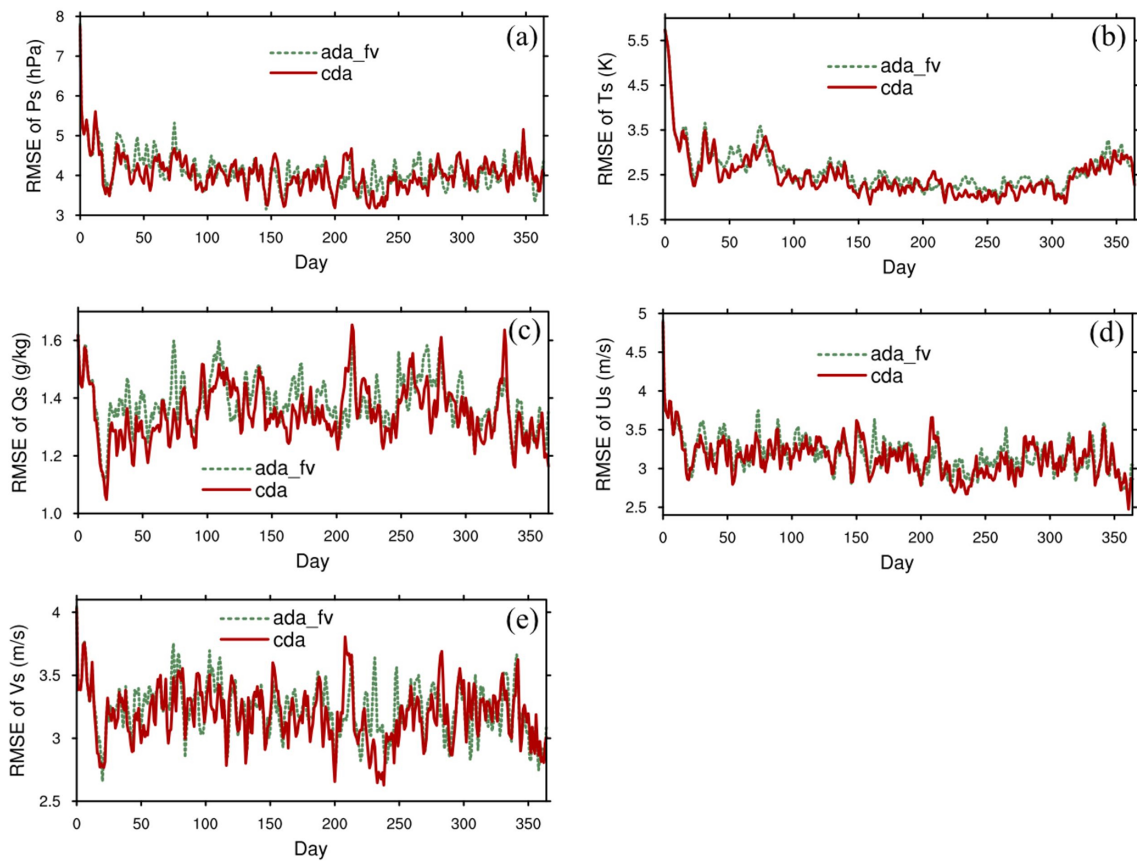 (a)
ada_fv
cda
RMSE of Ps (hPa)
8
7
6
5
4
3
0 50 100 150 200 250 300 350
Day
(b)
ada_fv
cda
RMSE of Ts (K)
5.5
4.5
3.5
2.5
1.5
0 50 100 150 200 250 300 350
Day
(c)
ada_fv
cda
RMSE of Qs (g/kg)
1.6
1.4
1.2
1.0
0 50 100 150 200 250 300 350
Day
(d)
ada_fv
cda
RMSE of Us (m/s)
5
4.5
4
3.5
3
2.5
0 50 100 150 200 250 300 350
Day
(e)
ada_fv
cda
RMSE of Vs (m/s)
4
3.5
3
2.5
0 50 100 150 200 250 300 350
Day